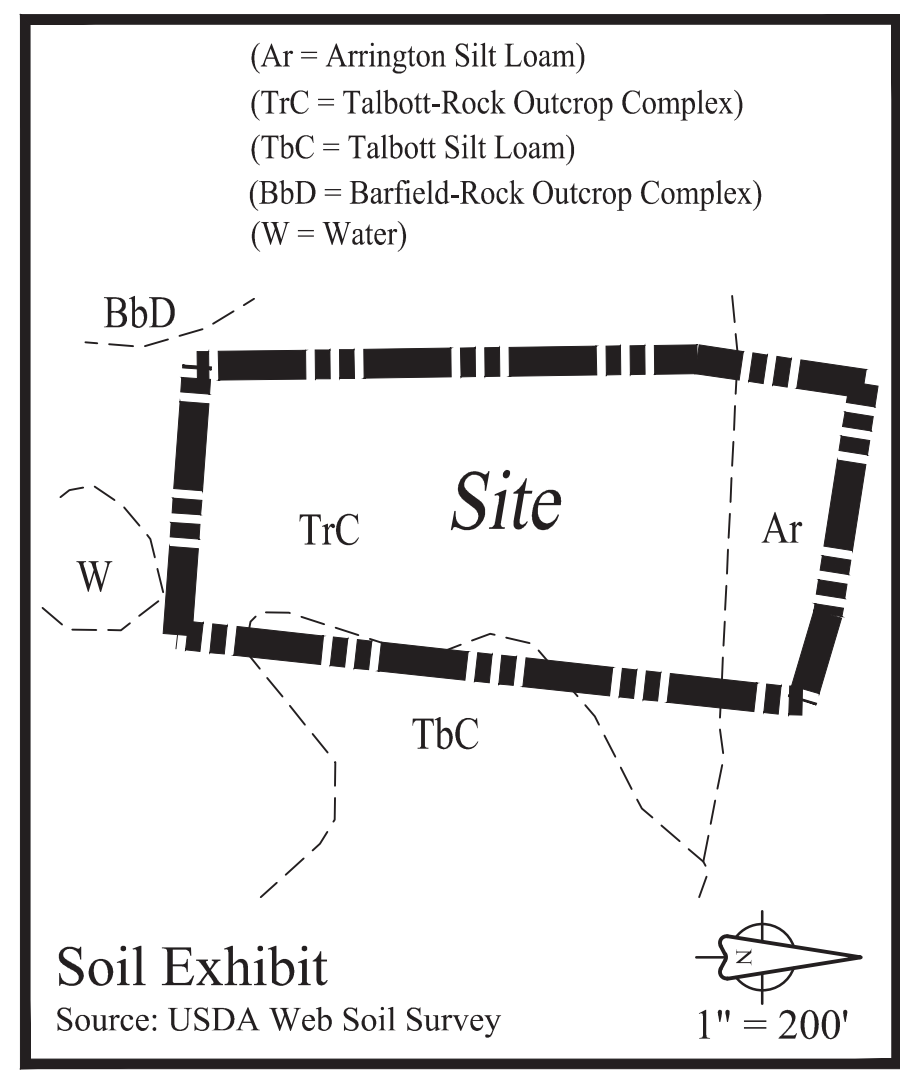 (Ar = Arrington Silt Loam)
(TrC = Talbott-Rock Outcrop Complex)
(TbC = Talbott Silt Loam)
(BbD = Barfield-Rock Outcrop Complex)
(W = Water)
BbD
Site
TrC
Ar
W
TbC
Soil Exhibit
Source: USDA Web Soil Survey
N
1" = 200'